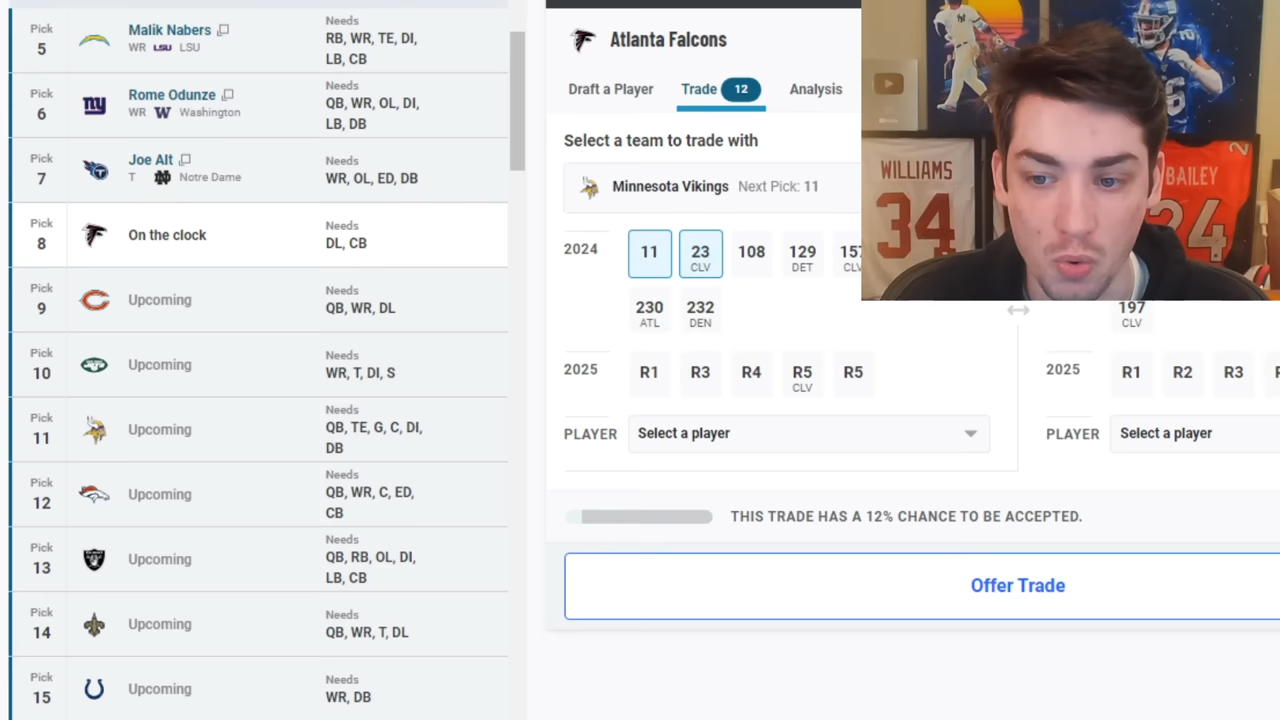 Pick
5
Malik Nabers
WR LSU LSU
Needs
RB, WR, TE, DI,
LB, CB
Pick
6
ny
Rome Odunze
WR W Washington
Needs
QB, WR, OL, DI,
LB, DB
Pick
7
Joe Alt
T Notre Dame
Needs
WR, OL, ED, DB
Pick
8
On the clock
Needs
DL, CB
Pick
9
Upcoming
Needs
QB, WR, DL
Pick
10
Upcoming
Needs
WR, T, DI, S
Pick
11
Upcoming
Needs
QB, TE, G, C, DI,
DB
Pick
12
Upcoming
Needs
QB, WR, C, ED,
CB
Pick
13
Upcoming
Needs
QB, RB, OL, DI,
LB, CB
Pick
14
Upcoming
Needs
QB, WR, T, DL
Pick
15
Upcoming
Needs
WR, DB
Atlanta Falcons
Draft a Player Trade 12 Analysis
Select a team to trade with
Minnesota Vikings Next Pick: 11
2024 11 23 108 129 157
CLV DET CLV
230 232
ATL DEN
197
CLV
2025 R1 R3 R4 R5 R5
CLV
2025 R1 R2 R3
PLAYER Select a player
PLAYER Select a player
THIS TRADE HAS A 12% CHANCE TO BE ACCEPTED.
Offer Trade
WILLIAMS
34
BAILEY
24
2